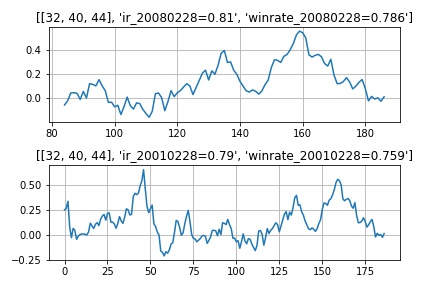 [[32, 40, 44], 'ir_20080228=0.81', 'winrate_20080228=0.786']
0.4
0.2
0.0
80 100 120 140 160 180
[[32, 40, 44], 'ir_20010228=0.79', 'winrate_20010228=0.759']
0.50
0.25
0.00
−0.25
0 25 50 75 100 125 150 175